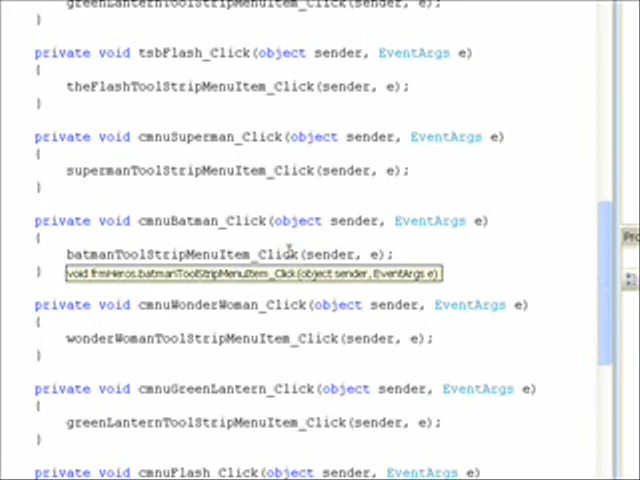 greenLanternToolStripMenuItem_Click(sender, e);
}
private void tsbFlash_Click(object sender, EventArgs e)
{
theFlashToolStripMenuItem_Click(sender, e);
}
private void cmnuSuperman_Click(object sender, EventArgs e)
{
supermanToolStripMenuItem_Click(sender, e);
}
private void cmnuBatman_Click(object sender, EventArgs e)
{
batmanToolStripMenuItem_Click(sender, e);
}
void frmHeros.batmanToolStripMenuItem_Click(object sender, EventArgs e)
private void cmnuWonderWoman_Click(object sender, EventArgs e)
{
wonderWomanToolStripMenuItem_Click(sender, e);
}
private void cmnuGreenLantern_Click(object sender, EventArgs e)
{
greenLanternToolStripMenuItem_Click(sender, e);
}
private void cmnuFlash_Click(object sender, EventArgs e)
Pro